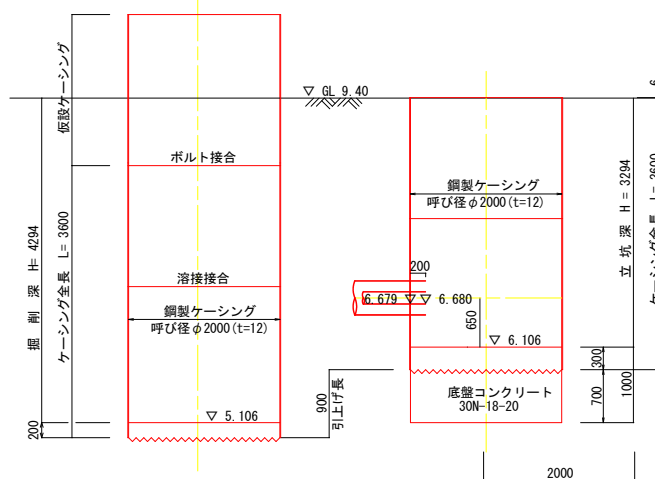 仮設ケーシング
▽ GL 9.40
ボルト接合
掘 削 深 H= 4294
ケーシング全長 L= 3600
溶接接合
鋼製ケーシング
呼び径φ2000(t=12)
▽ 5.106
200
900
引上げ長
鋼製ケーシング
呼び径φ2000(t=12)
200
6.679 ▽ ▽ 6.680
650
▽ 6.106
300
700
1000
底盤コンクリート
30N-18-20
立 坑 深 H = 3294
2000